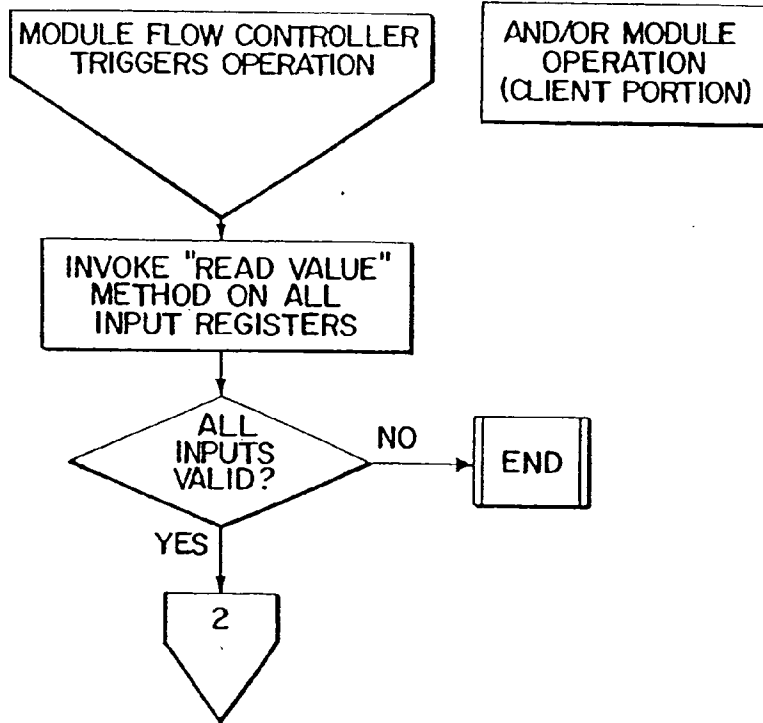 MODULE FLOW CONTROLLER
TRIGGERS OPERATION
AND/OR MODULE
OPERATION
(CLIENT PORTION)
INVOKE "READ VALUE"
METHOD ON ALL
INPUT REGISTERS
ALL
INPUTS
VALID?
NO
END
YES
2